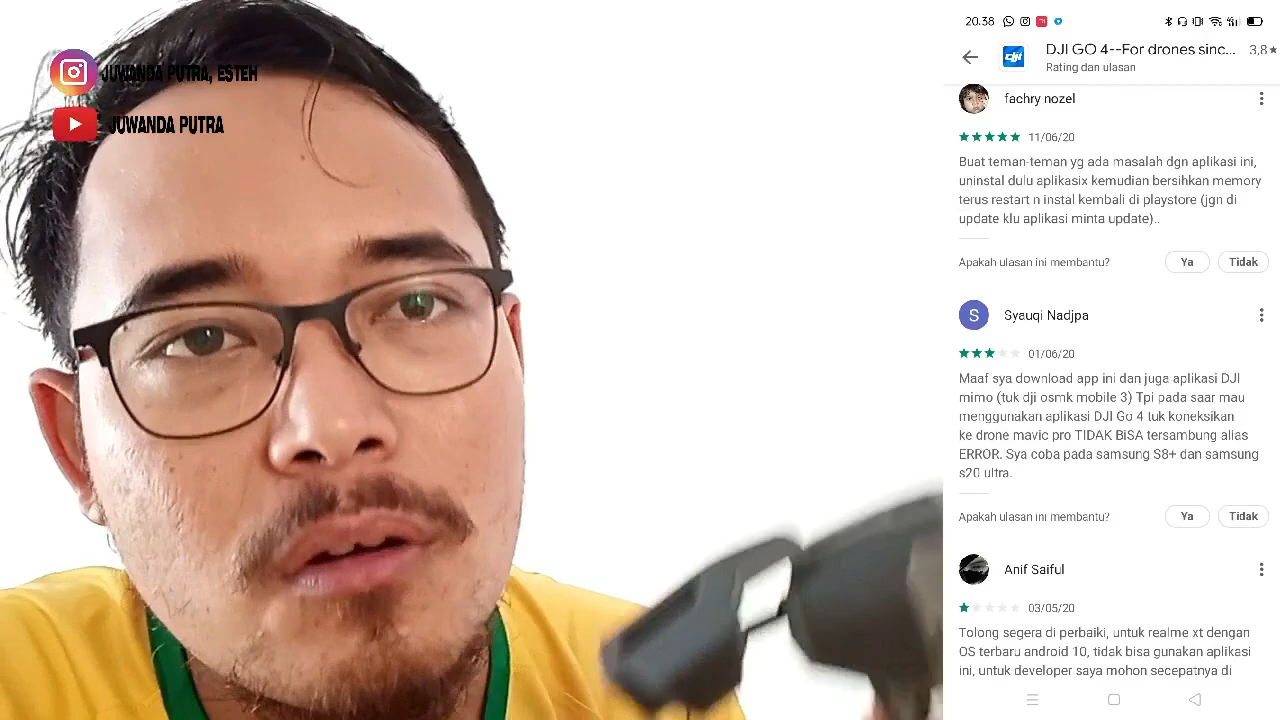 JUWANDA PUTRA, ESTEH
JUWANDA PUTRA
20.38
dji
DJI GO 4--For drones sinc...
3,8★
Rating dan ulasan
fachry nozel
11/06/20
Buat teman-teman yg ada masalah dgn aplikasi ini,
uninstal dulu aplikasix kemudian bersihkan memory
terus restart n instal kembali di playstore (jgn di
update klu aplikasi minta update)..
Apakah ulasan ini membantu?
Ya
Tidak
S
Syauqi Nadjpa
01/06/20
Maaf sya download app ini dan juga aplikasi DJI
mimo (tuk dji osmk mobile 3) Tpi pada saar mau
menggunakan aplikasi DJI Go 4 tuk koneksikan
ke drone mavic pro TIDAK BiSA tersambung alias
ERROR. Sya coba pada samsung S8+ dan samsung
s20 ultra.
Apakah ulasan ini membantu?
Ya
Tidak
Anif Saiful
03/05/20
Tolong segera di perbaiki, untuk realme xt dengan
OS terbaru android 10, tidak bisa gunakan aplikasi
ini, untuk developer saya mohon secepatnya di